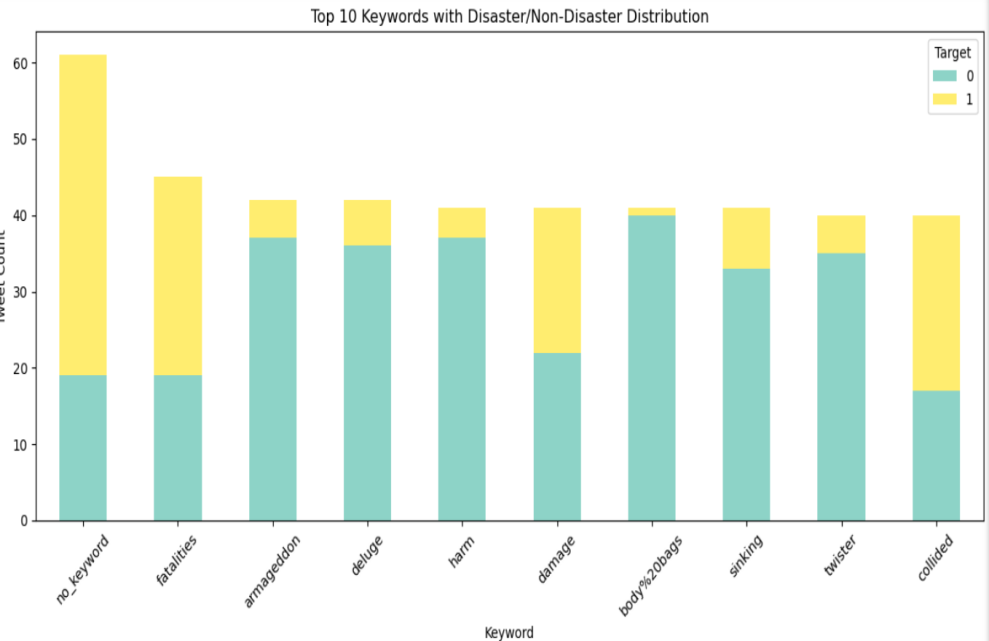 Top 10 Keywords with Disaster/Non-Disaster Distribution
Target
0
1
60
50
40
30
20
10
0
Tweet Count
no_keyword
fatalities
armageddon
deluge
harm
damage
body%20bags
sinking
twister
collided
Keyword